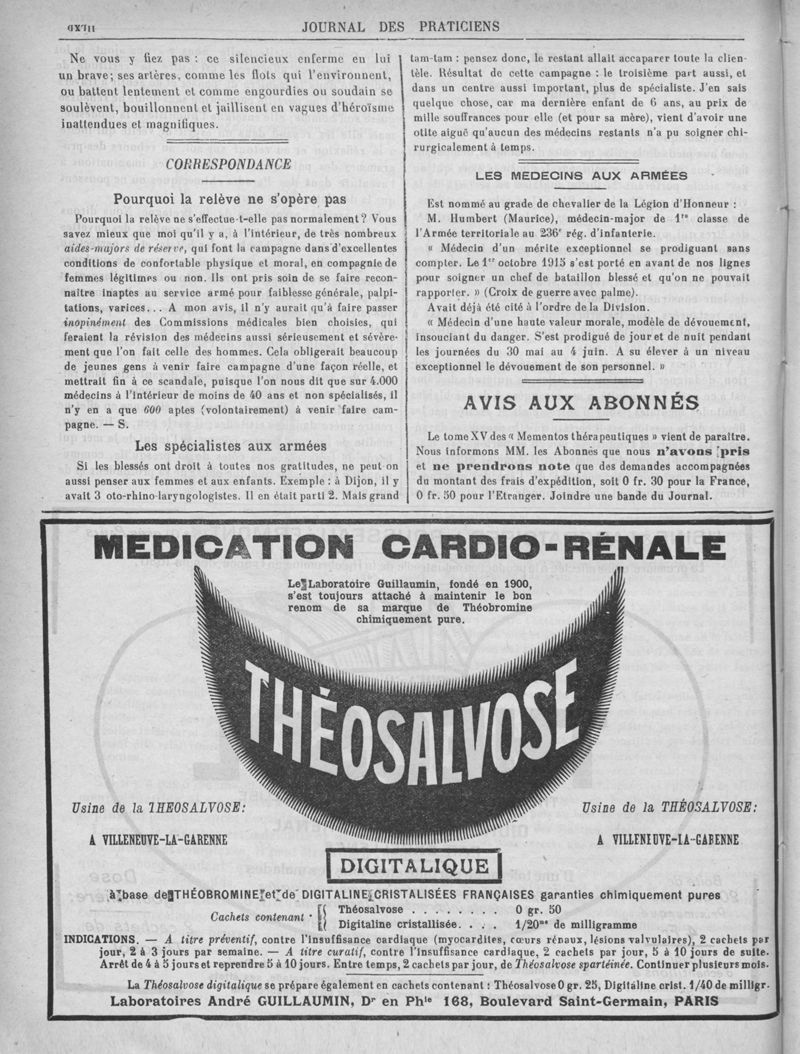 JOURNAL DES PRATICIENS
Ne vous y fiez pas : ce silencieux enferme en lui
un brave; ses artères, comme les flots qui l'environnent,
ou battent lentement et comme engourdies ou soudain se
soulèvent, bouillonnent et jaillissent en vagues d'héroïsme
inattendues et magnifiques.
CORRESPONDANCE
Pourquoi la relève ne s'opère pas
Pourquoi la relève ne s'effectue-t-elle pas normalement? Vous
savez mieux que moi qu'il y a, à l'intérieur, de très nombreux
aides-majors de réserve, qui font la campagne dans d'excellentes
conditions de confortable physique et moral, en compagnie de
femmes légitimes ou non. Ils ont pris soin de se faire recon-
naître inaptes au service armé pour faiblesse générale, palpi-
tations, varices... A mon avis, il n'y aurait qu'à faire passer
inopinément des Commissions médicales bien choisies, qui
feraient la révision des médecins aussi sérieusement et sévère-
ment que l'on fait celle des hommes. Cela obligerait beaucoup
de jeunes gens à venir faire campagne d'une façon réelle, et
mettrait fin à ce scandale, puisque l'on nous dit que sur 4.000
médecins à l'intérieur de moins de 40 ans et non spécialisés, il
n'y en a que 600 aptes (volontairement) à venir faire cam-
pagne. — S.
Les spécialistes aux armées
Si les blessés ont droit à toutes nos gratitudes, ne peut on
aussi penser aux femmes et aux enfants. Exemple : à Dijon, il y
avait 3 oto-rhino-laryngologistes. Il en était parti 2. Mais grand
tam-tam : pensez donc, le restant allait accaparer toute la clien-
tèle. Résultat de cette campagne : le troisième part aussi, et
dans un centre aussi important, plus de spécialiste. J'en sais
quelque chose, car ma dernière enfant de 6 ans, au prix de
mille souffrances pour elle (et pour sa mère), vient d'avoir une
otite aiguë qu'aucun des médecins restants n'a pu soigner chi-
rurgicalement à temps.
LES MEDECINS AUX ARMÉES
Est nommé au grade de chevalier de la Légion d'Honneur :
M. Humbert (Maurice), médecin-major de 1re classe de
l'Armée territoriale au 236e rég. d'infanterie.
« Médecin d'un mérite exceptionnel se prodiguant sans
compter. Le 1er octobre 1915 s'est porté en avant de nos lignes
pour soigner un chef de bataillon blessé et qu'on ne pouvait
rapporter. » (Croix de guerre avec palme).
Avait déjà été cité à l'ordre de la Division.
« Médecin d'une haute valeur morale, modèle de dévouement,
insouciant du danger. S'est prodigué de jour et de nuit pendant
les journées du 30 mai au 4 juin. A su élever à un niveau
exceptionnel le dévouement de son personnel. »
AVIS AUX ABONNÉS
Le tome XV des « Mementos thérapeutiques » vient de paraître.
Nous informons MM. les Abonnés que nous n'avons pris
et ne prendrons note que des demandes accompagnées
du montant des frais d'expédition, soit 0 fr. 30 pour la France,
0 fr. 50 pour l'Etranger. Joindre une bande du Journal.
MEDICATION CARDIO-RÉNALE
Le Laboratoire Guillaumin, fondé en 1900,
s'est toujours attaché à maintenir le bon
renom de sa marque de Théobromine
chimiquement pure.
THÉOSALVOSE
Usine de la THEOSALVOSE:
A VILLENEUVE-LA-GARENNE
Usine de la THÉOSALVOSE:
A VILLENEUVE-LA-GARENNE
DIGITALIQUE
à base de THÉOBROMINE et de DIGITALINE CRISTALISÉES FRANÇAISES garanties chimiquement pures
Cachets contenant : Théosalvose . . . . . . . . 0 gr. 50
Digitaline cristallisée. . . . 1/20me de milligramme
INDICATIONS. — A titre préventif, contre l'insuffisance cardiaque (myocardites, cœurs rénaux, lésions valvulaires), 2 cachets par
jour, 2 à 3 jours par semaine. — A titre curatif, contre l'insuffisance cardiaque, 2 cachets par jour, 5 à 10 jours de suite.
Arrêt de 4 à 5 jours et reprendre 5 à 10 jours. Entre temps, 2 cachets par jour, de Théosalvose spartéinée. Continuer plusieurs mois.
La Théosalvose digitalique se prépare également en cachets contenant : Théosalvose 0 gr. 25, Digitaline crist. 1/40 de milligr.
Laboratoires André GUILLAUMIN, Dr en Phie 168, Boulevard Saint-Germain, PARIS